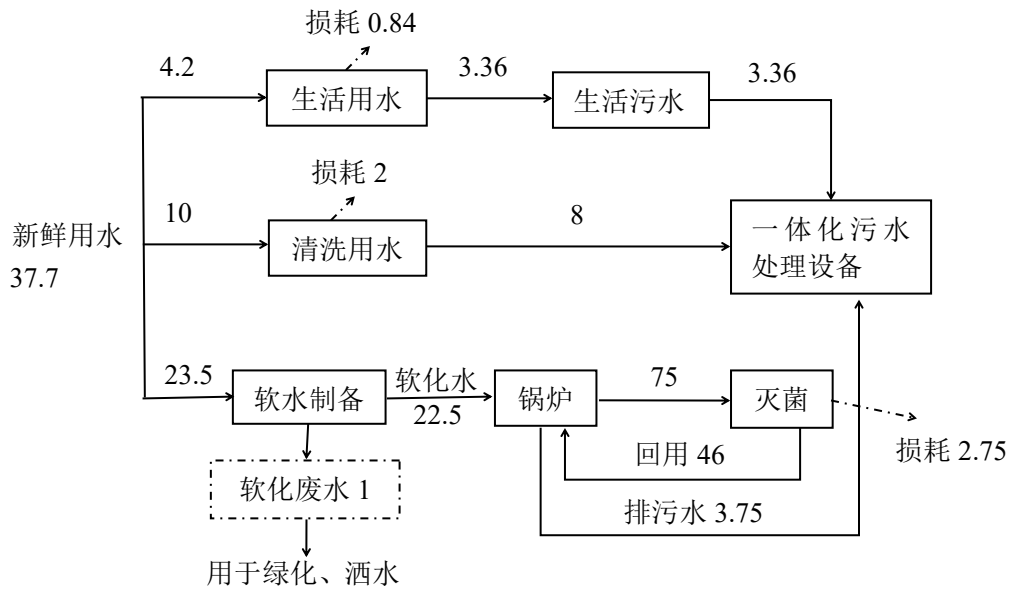 损耗 0.84
4.2
生活用水
3.36
生活污水
3.36
损耗 2
新鲜用水
37.7
10
清洗用水
8
一体化污水
处理设备
23.5
软水制备
软化水
22.5
锅炉
75
灭菌
损耗 2.75
回用 46
软化废水 1
排污水 3.75
用于绿化、洒水